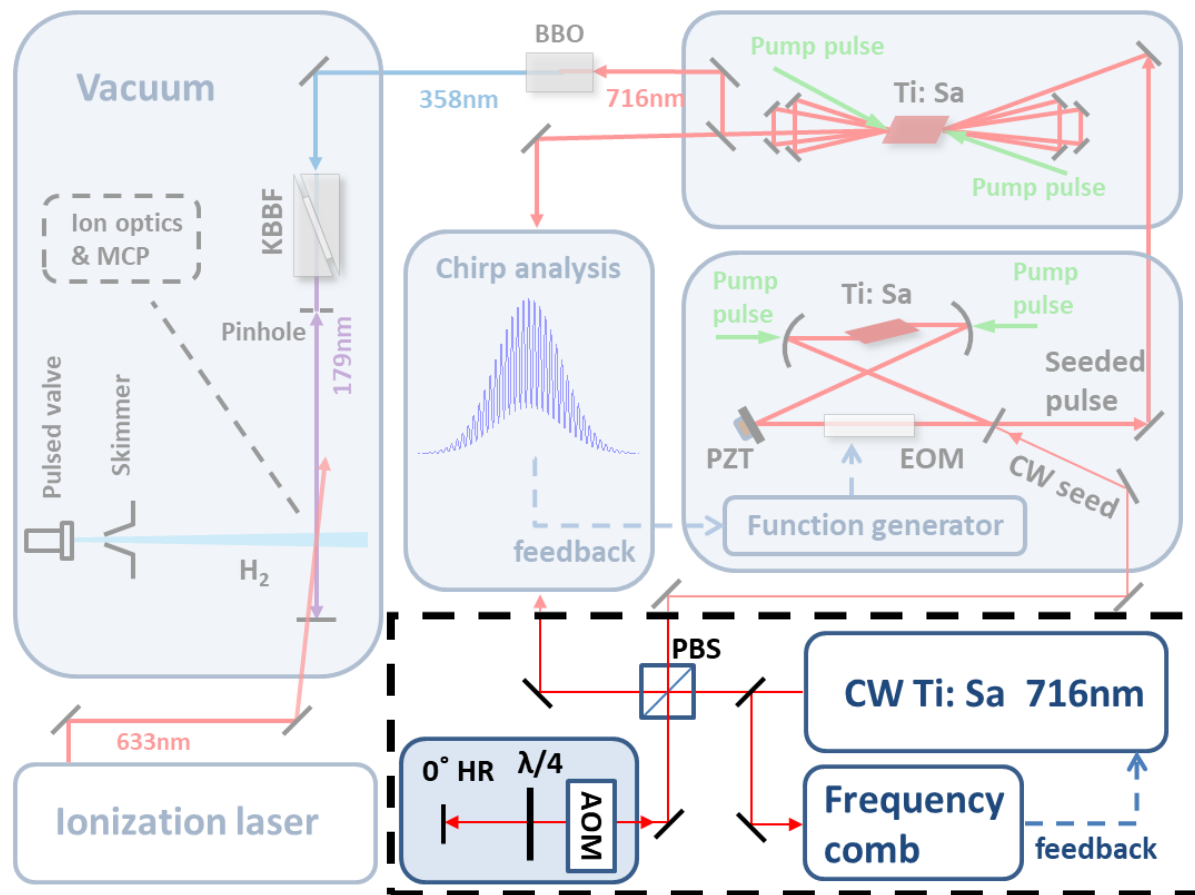 Vacuum
BBO
358nm
716nm
Pump pulse
Ti: Sa
Pump pulse
KBBF
Ion optics
& MCP
Pinhole
179nm
Pulsed valve
Skimmer
H₂
Chirp analysis
feedback
Pump
pulse
Ti: Sa
Pump
pulse
Seeded
pulse
PZT
EOM
CW seed
Function generator
PBS
CW Ti: Sa 716nm
633nm
Ionization laser
0° HR
λ/4
AOM
Frequency
comb
feedback